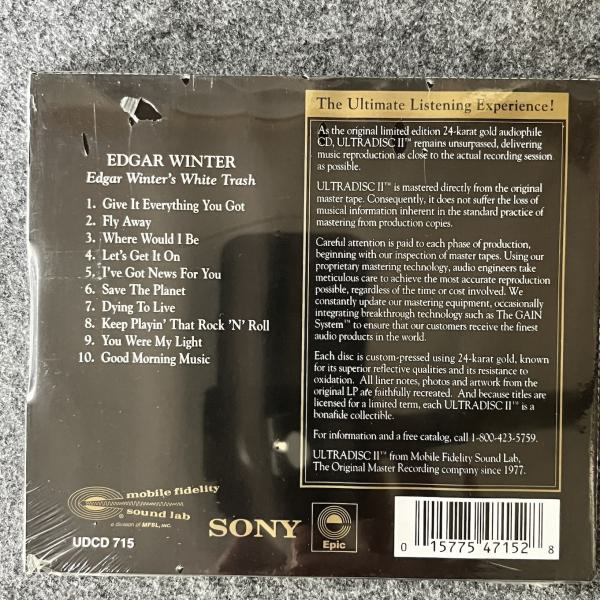 EDGAR WINTER
Edgar Winter's White Trash
1. Give It Everything You Got
2. Fly Away
3. Where Would I Be
4. Let's Get It On
5. I've Got News For You
6. Save The Planet
7. Dying To Live
8. Keep Playin' That Rock 'N' Roll
9. You Were My Light
10. Good Morning Music
The Ultimate Listening Experience!
As the original limited edition 24-karat gold audiophile
CD, ULTRADISC II™ remains unsurpassed, delivering
music reproduction as close to the actual recording session
as possible.
ULTRADISC II™ is mastered directly from the original
master tape. Consequently, it does not suffer the loss of
musical information inherent in the standard practice of
mastering from production copies.
Careful attention is paid to each phase of production,
beginning with our inspection of master tapes. Using our
proprietary mastering technology, audio engineers take
meticulous care to achieve the most accurate reproduction
possible, regardless of the time or cost involved. We
constantly update our mastering equipment, occasionally
integrating breakthrough technology such as The GAIN
System™ to ensure that our customers receive the finest
audio products in the world.
Each disc is custom-pressed using 24-karat gold, known
for its superior reflective qualities and its resistance to
oxidation. All liner notes, photos and artwork from the
original LP are faithfully recreated. And because titles are
licensed for a limited term, each ULTRADISC II™ is a
bonafide collectible.
For information and a free catalog, call 1-800-423-5759.
ULTRADISC II™ from Mobile Fidelity Sound Lab,
The Original Master Recording company since 1977.
mobile fidelity
sound lab
a division of MFSL, INC.
UDCD 715
SONY
Epic
0 15775 47152 8